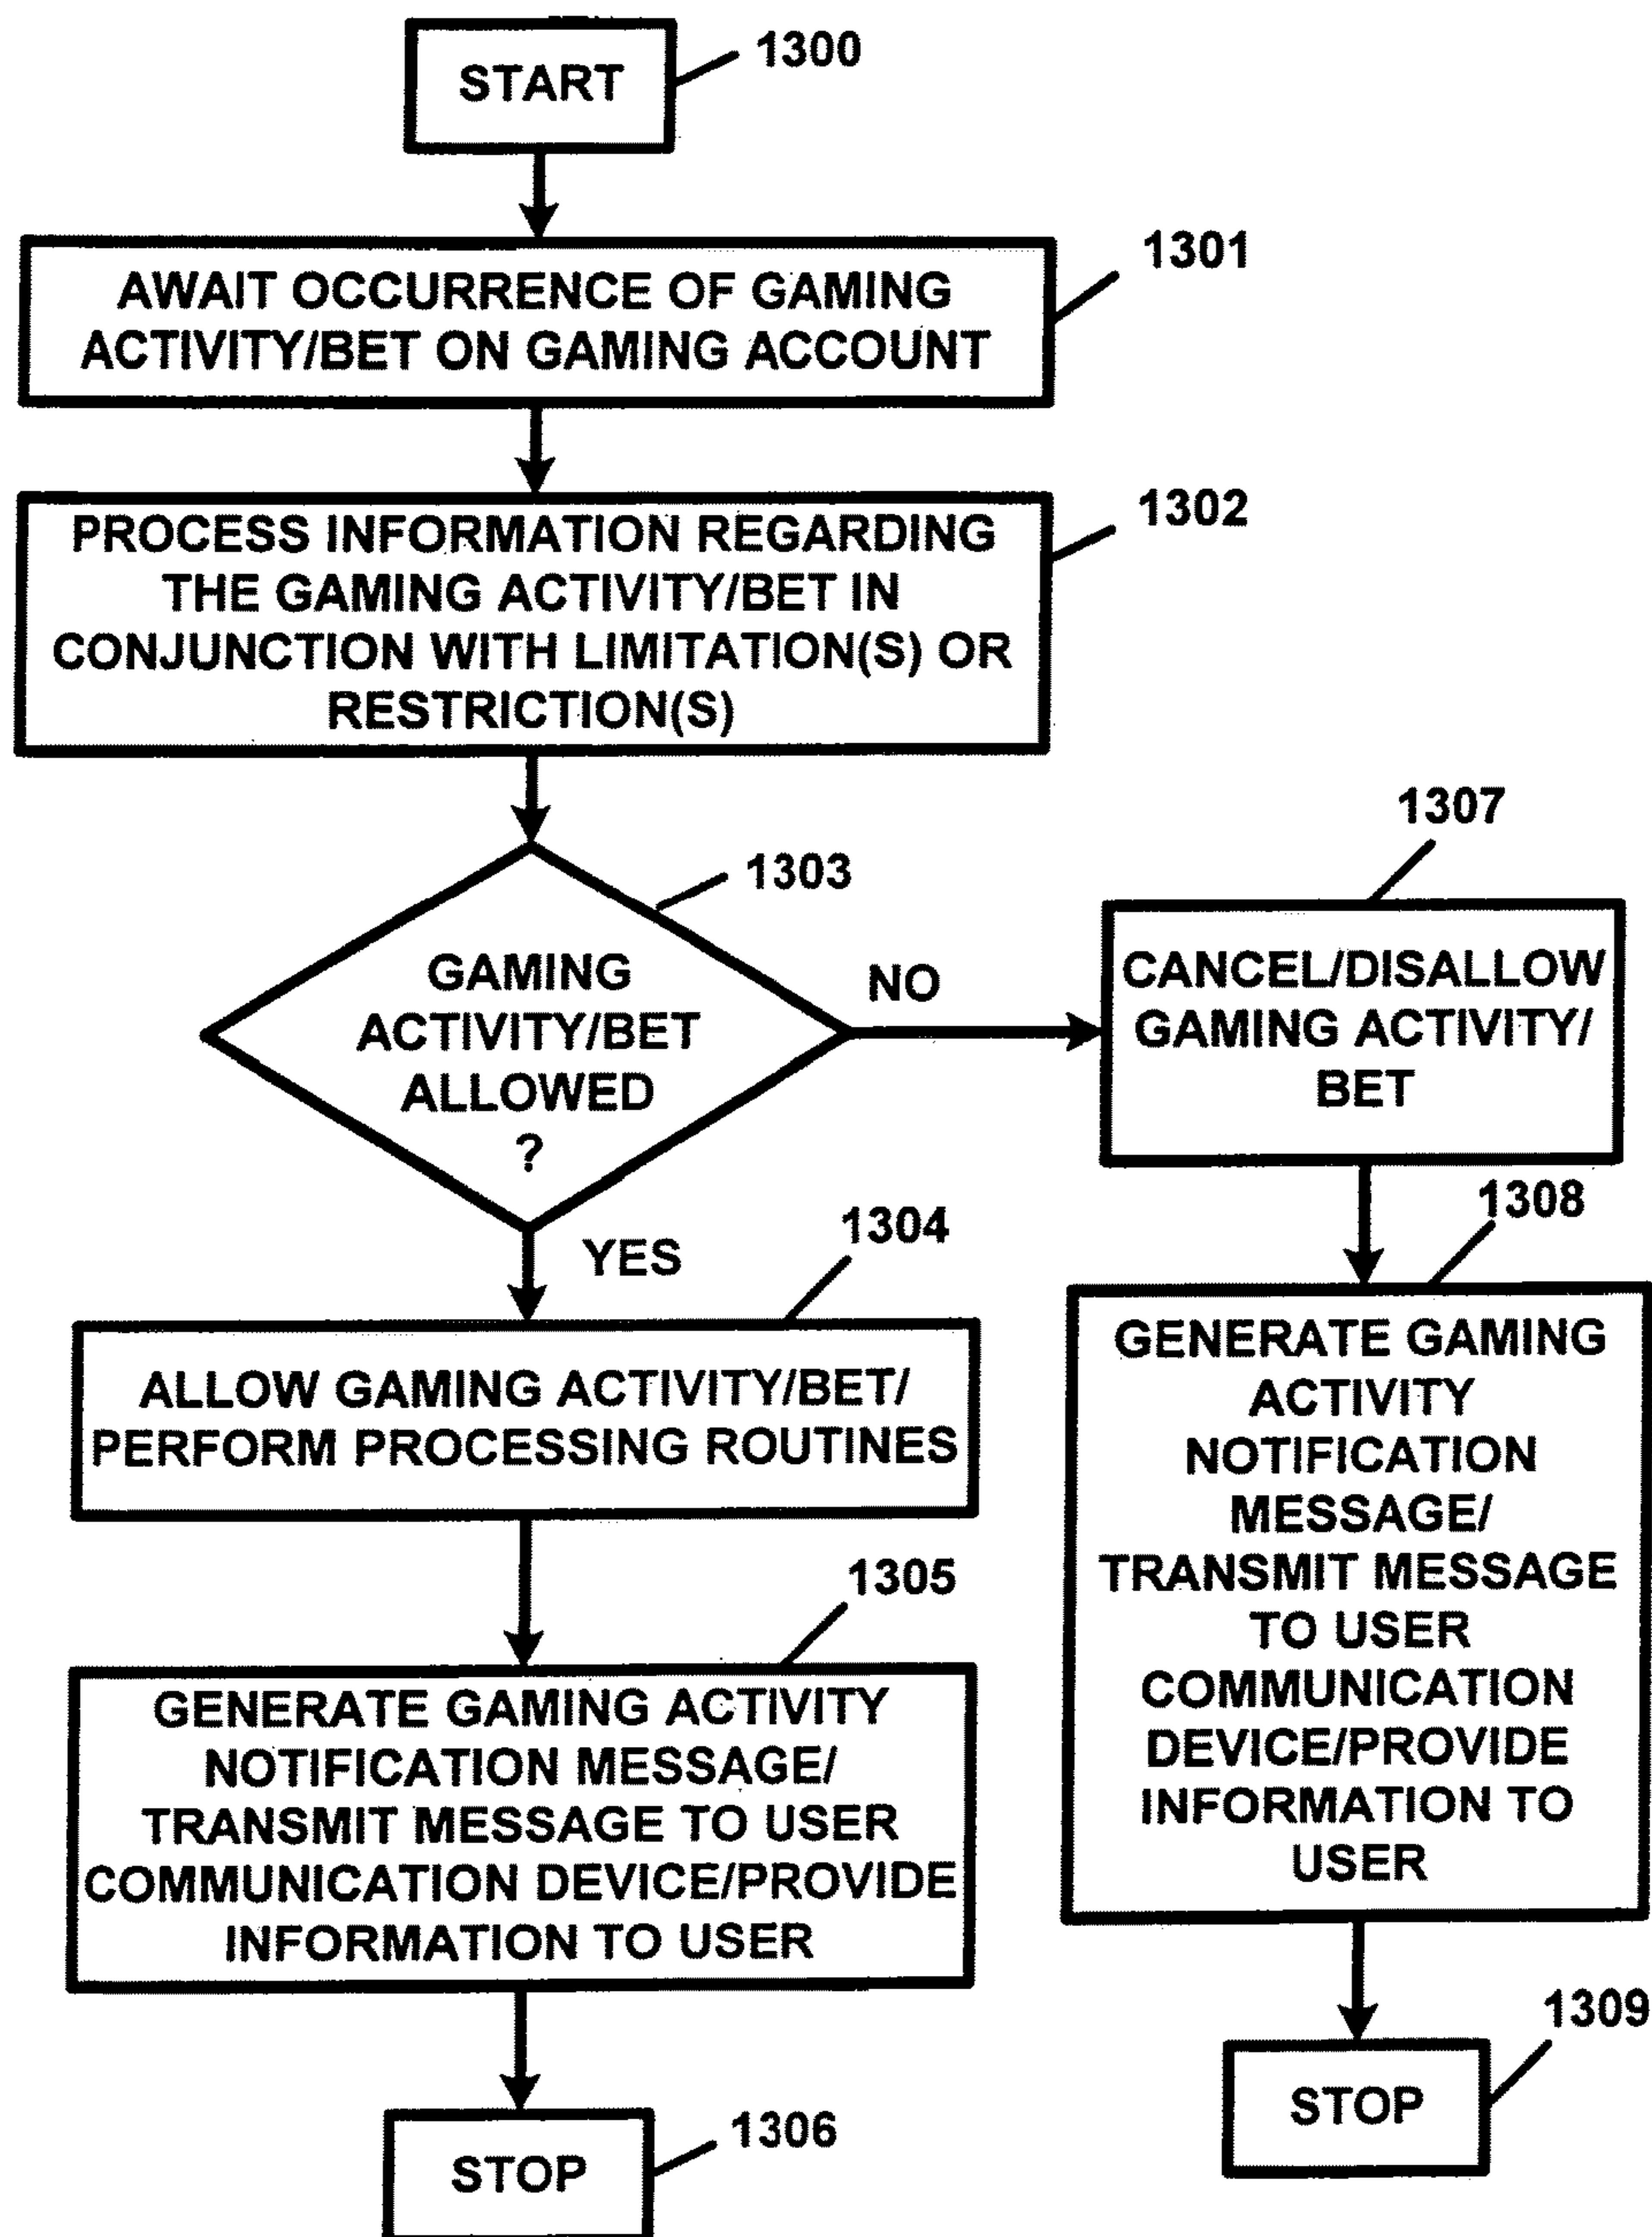 START
1300
AWAIT OCCURRENCE OF GAMING
ACTIVITY/BET ON GAMING ACCOUNT
1301
PROCESS INFORMATION REGARDING
THE GAMING ACTIVITY/BET IN
CONJUNCTION WITH LIMITATION(S) OR
RESTRICTION(S)
1302
GAMING
ACTIVITY/BET
ALLOWED
?
1303
NO
YES
1304
ALLOW GAMING ACTIVITY/BET/
PERFORM PROCESSING ROUTINES
1305
GENERATE GAMING ACTIVITY
NOTIFICATION MESSAGE/
TRANSMIT MESSAGE TO USER
COMMUNICATION DEVICE/PROVIDE
INFORMATION TO USER
STOP
1306
1307
CANCEL/DISALLOW
GAMING ACTIVITY/
BET
1308
GENERATE GAMING
ACTIVITY
NOTIFICATION
MESSAGE/
TRANSMIT MESSAGE
TO USER
COMMUNICATION
DEVICE/PROVIDE
INFORMATION TO
USER
STOP
1309